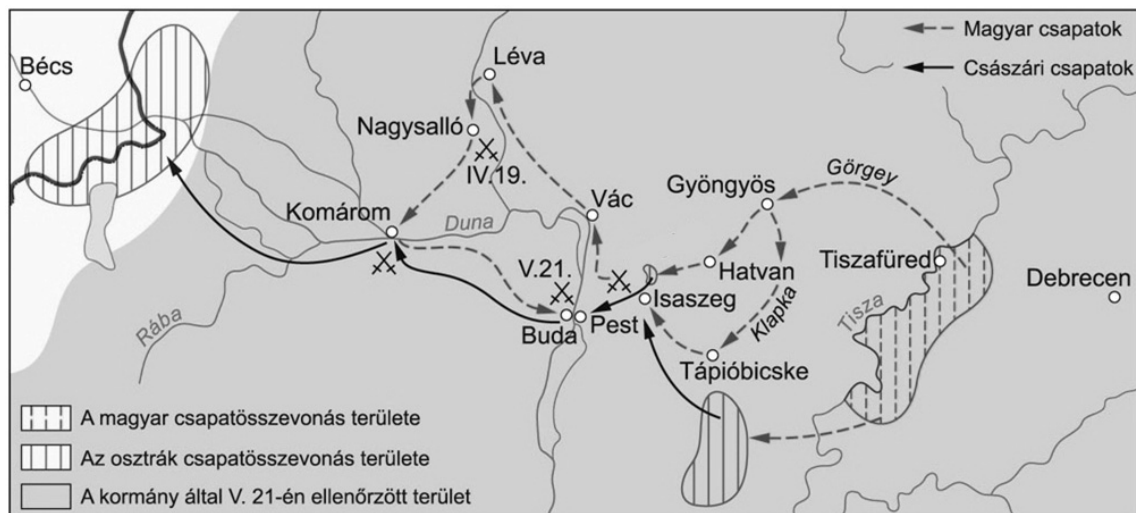 Magyar csapatok
Császári csapatok
Bécs
Léva
Nagysalló
IV.19.
Görgey
Gyöngyös
Vác
Komárom
Duna
Tiszafüred
V.21.
Hatvan
Debrecen
Isaszeg
Klapka
Tisza
Rába
Buda
Pest
Tápióbicske
A magyar csapatösszevonás területe
Az osztrák csapatösszevonás területe
A kormány által V. 21-én ellenőrzött terület